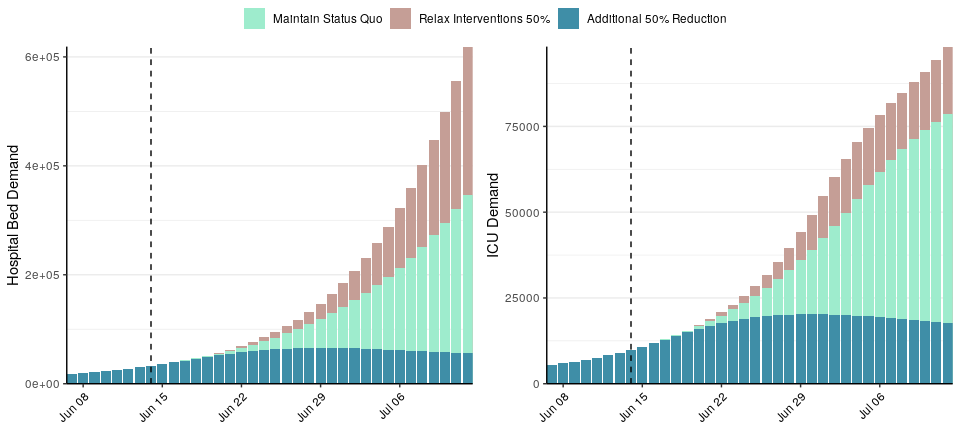 Maintain Status Quo Relax Interventions 50% Additional 50% Reduction
Hospital Bed Demand
6e+05
4e+05
2e+05
0e+00
Jun 08 Jun 15 Jun 22 Jun 29 Jul 06
ICU Demand
75000
50000
25000
0
Jun 08 Jun 15 Jun 22 Jun 29 Jul 06